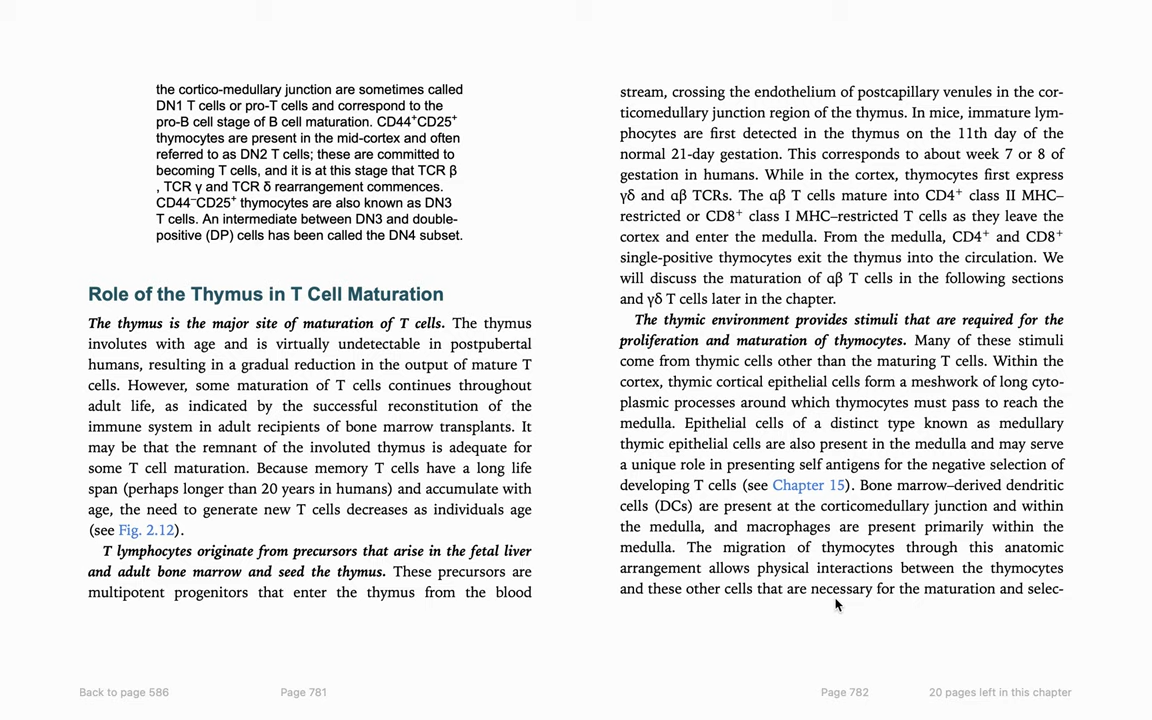 the cortico-medullary junction are sometimes called
DN1 T cells or pro-T cells and correspond to the
pro-B cell stage of B cell maturation. CD44⁺CD25⁺
thymocytes are present in the mid-cortex and often
referred to as DN2 T cells; these are committed to
becoming T cells, and it is at this stage that TCR β
, TCR γ and TCR δ rearrangement commences.
CD44⁻CD25⁺ thymocytes are also known as DN3
T cells. An intermediate between DN3 and double-
positive (DP) cells has been called the DN4 subset.
Role of the Thymus in T Cell Maturation
The thymus is the major site of maturation of T cells. The thymus
involutes with age and is virtually undetectable in postpubertal
humans, resulting in a gradual reduction in the output of mature T
cells. However, some maturation of T cells continues throughout
adult life, as indicated by the successful reconstitution of the
immune system in adult recipients of bone marrow transplants. It
may be that the remnant of the involuted thymus is adequate for
some T cell maturation. Because memory T cells have a long life
span (perhaps longer than 20 years in humans) and accumulate with
age, the need to generate new T cells decreases as individuals age
(see Fig. 2.12).
T lymphocytes originate from precursors that arise in the fetal liver
and adult bone marrow and seed the thymus. These precursors are
multipotent progenitors that enter the thymus from the blood
stream, crossing the endothelium of postcapillary venules in the cor-
ticomedullary junction region of the thymus. In mice, immature lym-
phocytes are first detected in the thymus on the 11th day of the
normal 21-day gestation. This corresponds to about week 7 or 8 of
gestation in humans. While in the cortex, thymocytes first express
γδ and αβ TCRs. The αβ T cells mature into CD4⁺ class II MHC–
restricted or CD8⁺ class I MHC–restricted T cells as they leave the
cortex and enter the medulla. From the medulla, CD4⁺ and CD8⁺
single-positive thymocytes exit the thymus into the circulation. We
will discuss the maturation of αβ T cells in the following sections
and γδ T cells later in the chapter.
The thymic environment provides stimuli that are required for the
proliferation and maturation of thymocytes. Many of these stimuli
come from thymic cells other than the maturing T cells. Within the
cortex, thymic cortical epithelial cells form a meshwork of long cyto-
plasmic processes around which thymocytes must pass to reach the
medulla. Epithelial cells of a distinct type known as medullary
thymic epithelial cells are also present in the medulla and may serve
a unique role in presenting self antigens for the negative selection of
developing T cells (see Chapter 15). Bone marrow–derived dendritic
cells (DCs) are present at the corticomedullary junction and within
the medulla, and macrophages are present primarily within the
medulla. The migration of thymocytes through this anatomic
arrangement allows physical interactions between the thymocytes
and these other cells that are necessary for the maturation and selec-
Back to page 586
Page 781
Page 782
20 pages left in this chapter